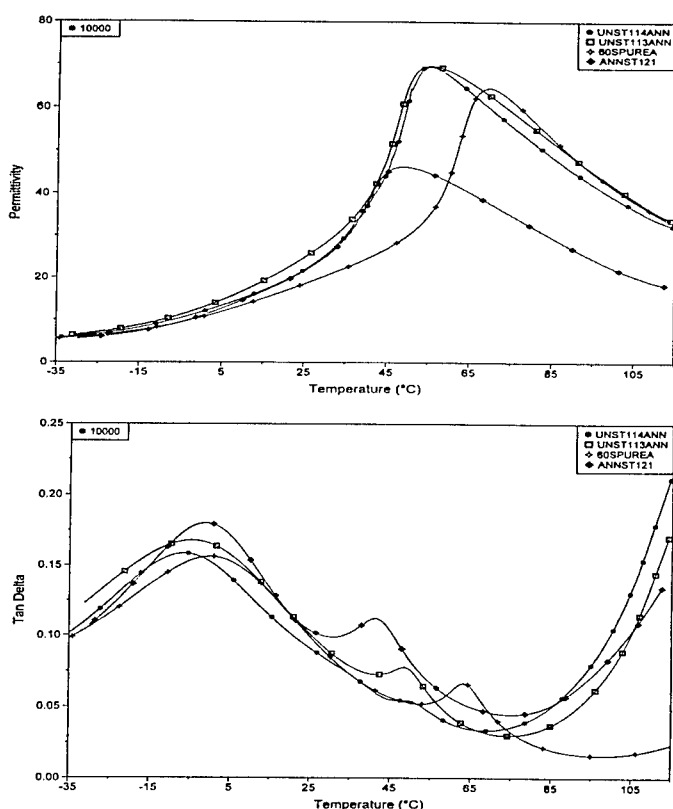 80
60
40
20
0
Permittivity
10000
UNST114ANN
UNST113ANN
60SPUREA
ANNST121
-35
-15
5
25
45
65
85
105
Temperature (°C)
0.25
0.20
0.15
0.10
0.05
0.00
Tan Delta
10000
UNST114ANN
UNST113ANN
60SPUREA
ANNST121
-35
-15
5
25
45
65
85
105
Temperature (°C)